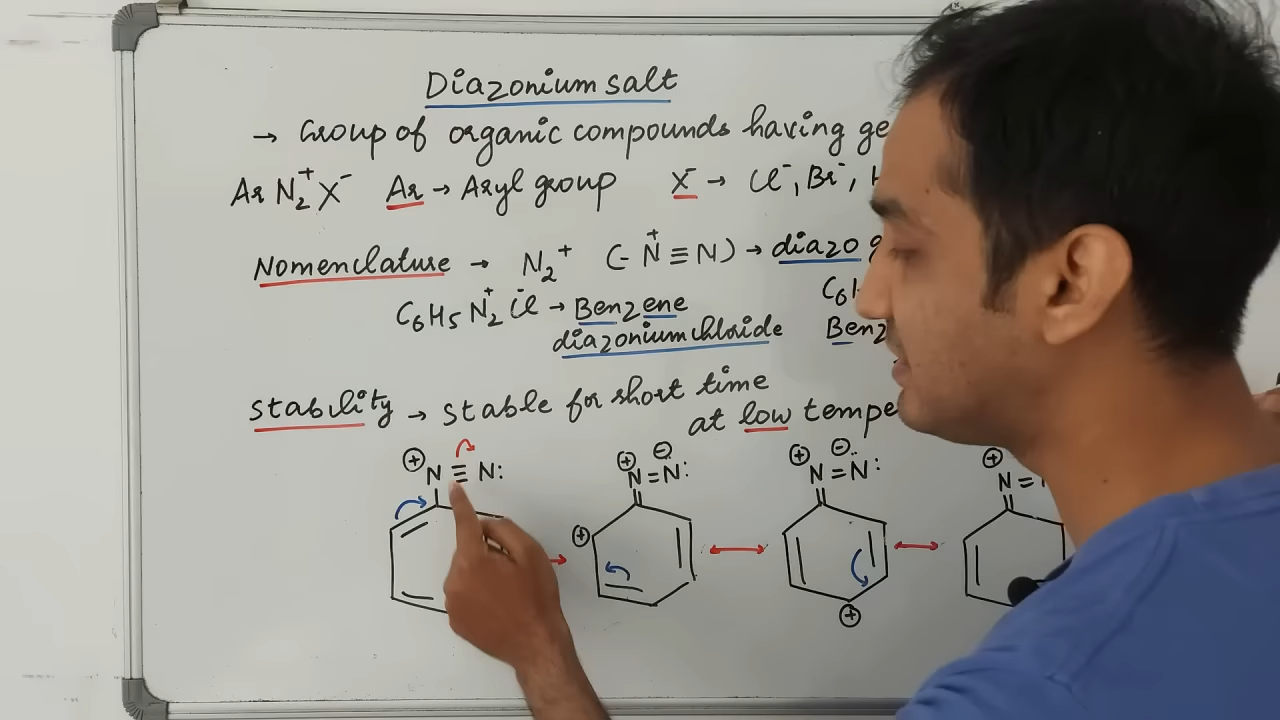 Diazonium salt
→ Group of organic compounds having ge
Ar N₂⁺ X⁻ Ar → Aryl group X⁻ → Cl⁻, Br⁻,
Nomenclature → N₂⁺ (-N⁺≡N) → diazo
C₆H₅ N₂⁺ Cl⁻ → Benzene C₆H
diazonium chloride Benz
Stability → stable for short time
at low tempe
⊕ N≡N: ⊕ N=N: ⊖ ⊕ N=N: ⊖ ⊕ N=
⊕ ↔ ↔
⊕